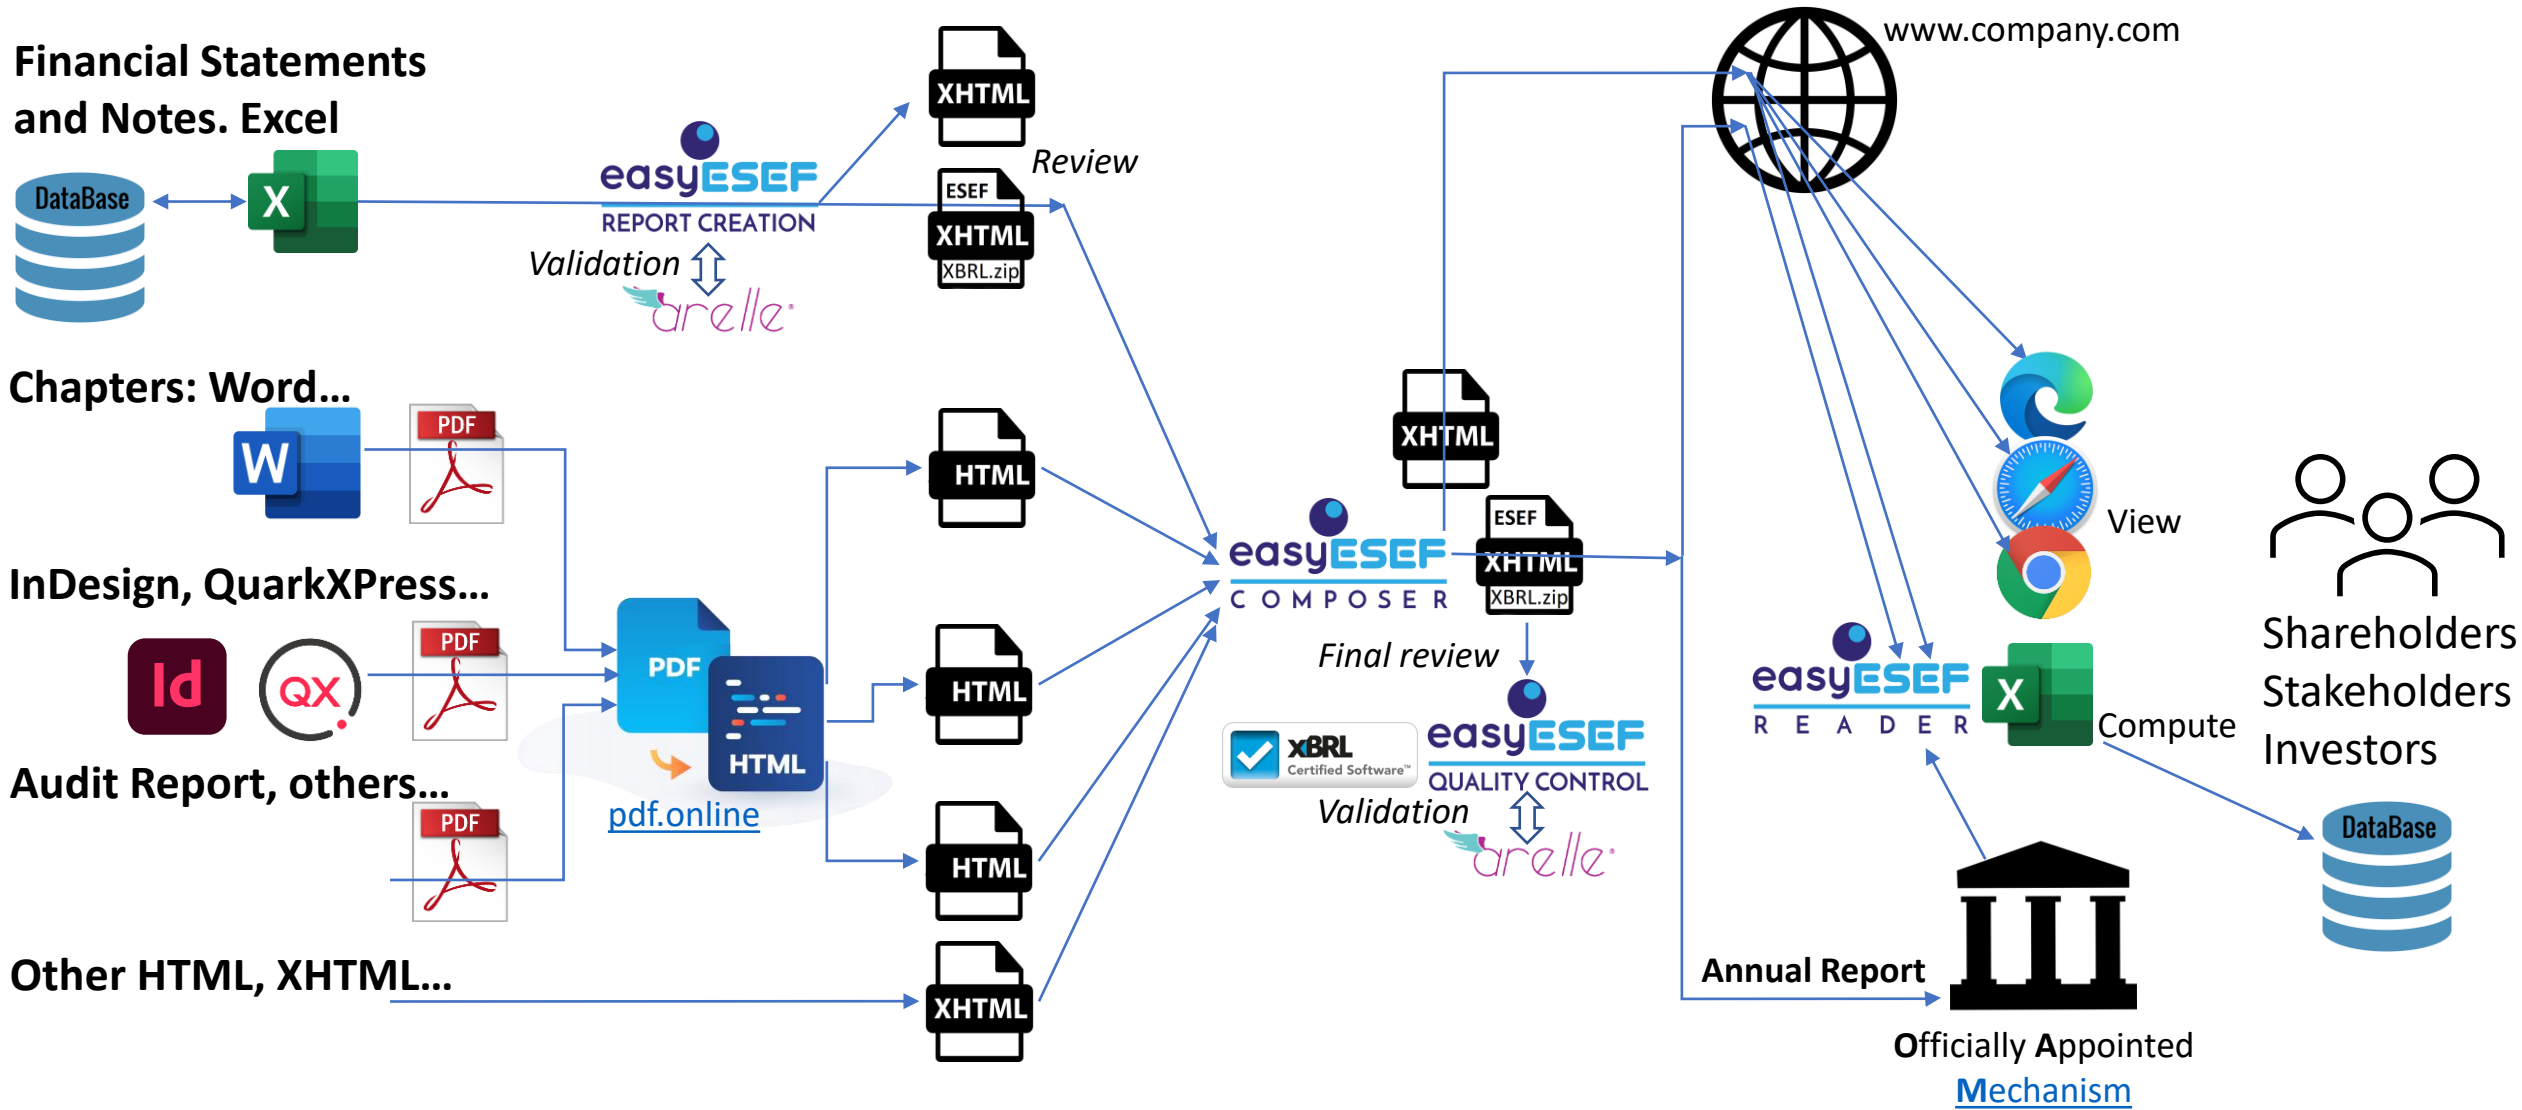 Financial Statements
and Notes. Excel
DataBase
X
easyESEF
REPORT CREATION
Validation
arelle
XHTML
Review
ESEF
XHTML
XBRL.zip
www.company.com
Chapters: Word...
W
PDF
HTML
InDesign, QuarkXPress...
Id
QX
PDF
PDF
HTML
pdf.online
HTML
Audit Report, others...
PDF
HTML
Other HTML, XHTML...
XHTML
easyESEF
COMPOSER
XHTML
ESEF
XHTML
XBRL.zip
Final review
XBRL
Certified Software™
easyESEF
QUALITY CONTROL
Validation
arelle
View
easyESEF
READER
X
Compute
Shareholders
Stakeholders
Investors
DataBase
Annual Report
Officially Appointed
Mechanism